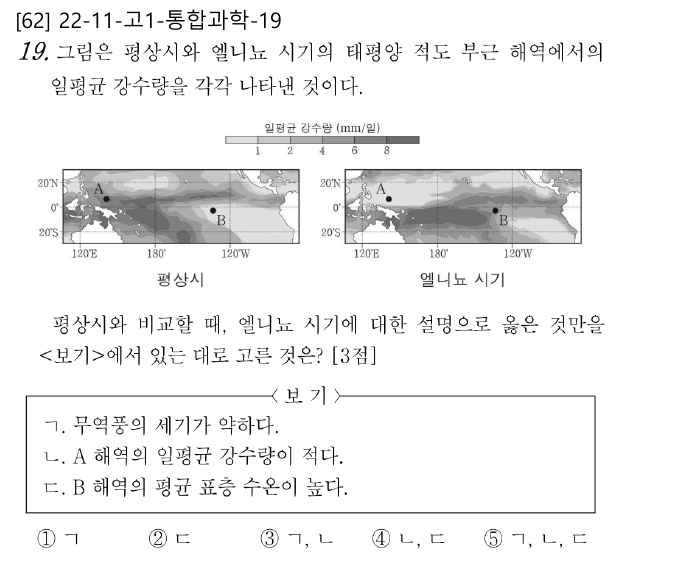 [62] 22-11-고1-통합과학-19
19. 그림은 평상시와 엘니뇨 시기의 태평양 적도 부근 해역에서의
일평균 강수량을 각각 나타낸 것이다.
일평균 강수량 (mm/일)
1 2 4 6 8
20°N
0°
20°S
A
B
120°E 180° 120°W
평상시
20°N
0°
20°S
A
B
120°E 180° 120°W
엘니뇨 시기
평상시와 비교할 때, 엘니뇨 시기에 대한 설명으로 옳은 것만을
<보기>에서 있는 대로 고른 것은? [3점]
〈 보 기 〉
ㄱ. 무역풍의 세기가 약하다.
ㄴ. A 해역의 일평균 강수량이 적다.
ㄷ. B 해역의 평균 표층 수온이 높다.
① ㄱ ② ㄷ ③ ㄱ, ㄴ ④ ㄴ, ㄷ ⑤ ㄱ, ㄴ, ㄷ